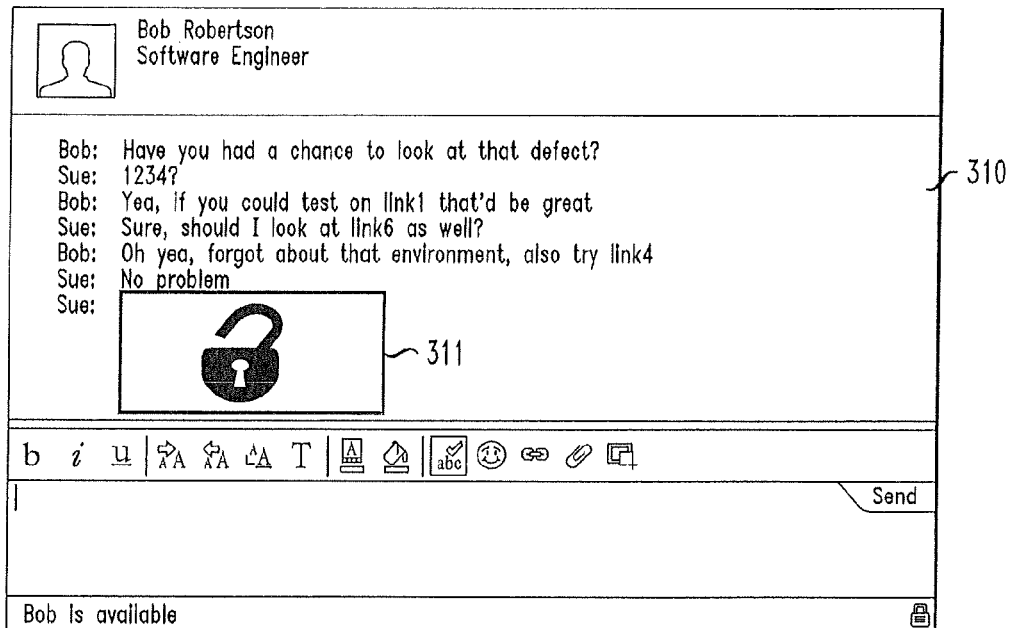 Bob Robertson
Software Engineer
Bob: Have you had a chance to look at that defect?
310
Sue: 1234?
Bob: Yea, if you could test on link1 that'd be great
Sue: Sure, should I look at link6 as well?
Bob: Oh yea, forgot about that environment, also try link4
Sue: No problem
Sue:
311
b i u A A AA T A abc
Send
Bob is available